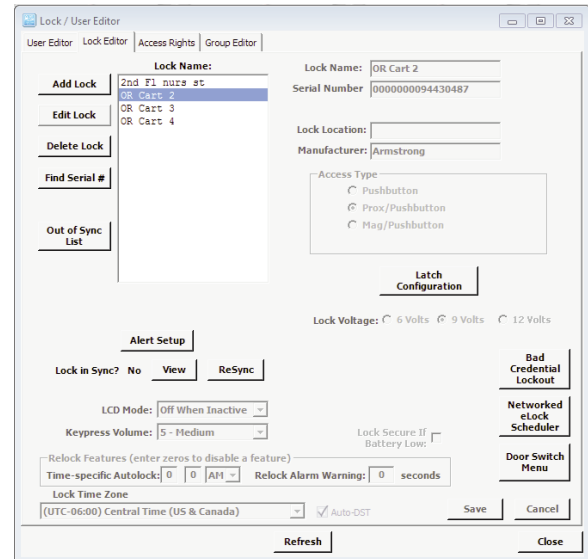 Lock / User Editor
User Editor Lock Editor Access Rights Group Editor
Lock Name:
Add Lock
Edit Lock
Delete Lock
Find Serial #
Out of Sync
List
2nd Fl nurs st
OR Cart 2
OR Cart 3
OR Cart 4
Lock Name: OR Cart 2
Serial Number 0000000094430487
Lock Location:
Manufacturer: Armstrong
Access Type
Pushbutton
Prox/Pushbutton
Mag/Pushbutton
Latch
Configuration
Lock Voltage: 6 Volts 9 Volts 12 Volts
Alert Setup
Lock in Sync? No View ReSync
Bad
Credential
Lockout
LCD Mode: Off When Inactive
Keypress Volume: 5 - Medium
Lock Secure If
Battery Low:
Networked
eLock
Scheduler
Relock Features (enter zeros to disable a feature)
Time-specific Autolock: 0 0 AM Relock Alarm Warning: 0 seconds
Door Switch
Menu
Lock Time Zone
(UTC-06:00) Central Time (US & Canada) Auto-DST Save Cancel
Refresh Close